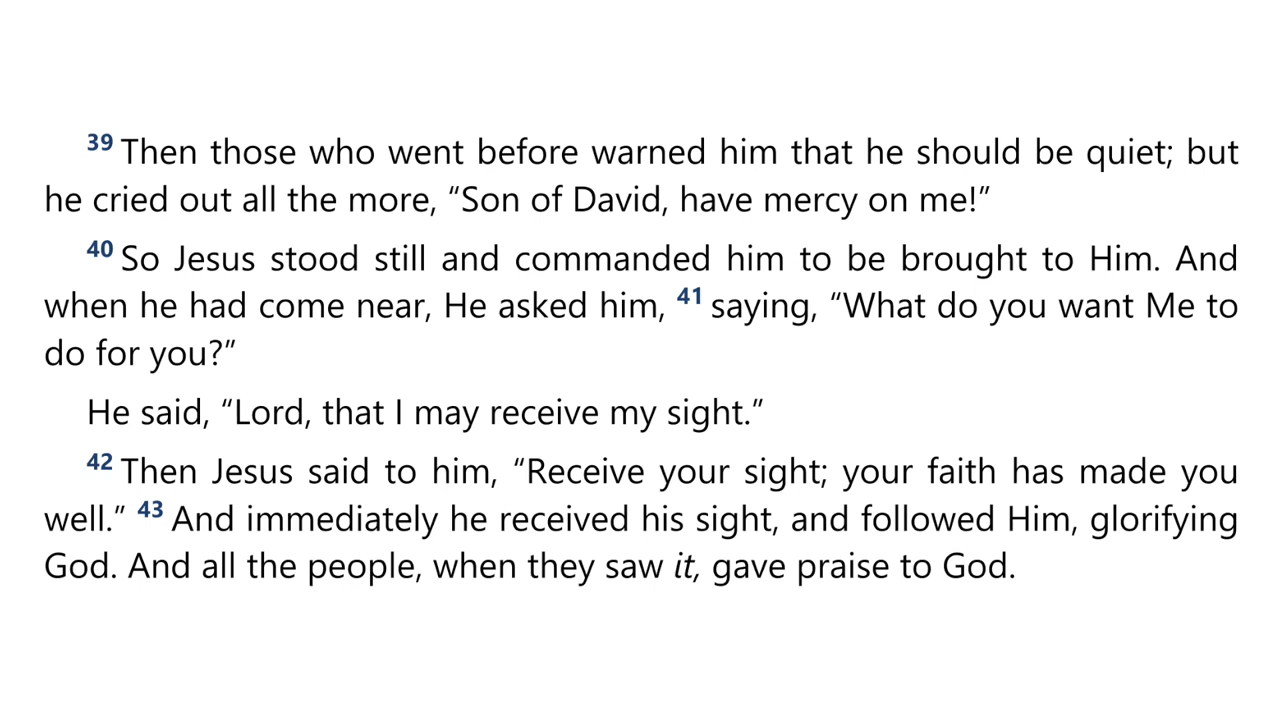 39 Then those who went before warned him that he should be quiet; but
he cried out all the more, “Son of David, have mercy on me!”
40 So Jesus stood still and commanded him to be brought to Him. And
when he had come near, He asked him, 41 saying, “What do you want Me to
do for you?”
He said, “Lord, that I may receive my sight.”
42 Then Jesus said to him, “Receive your sight; your faith has made you
well.” 43 And immediately he received his sight, and followed Him, glorifying
God. And all the people, when they saw it, gave praise to God.